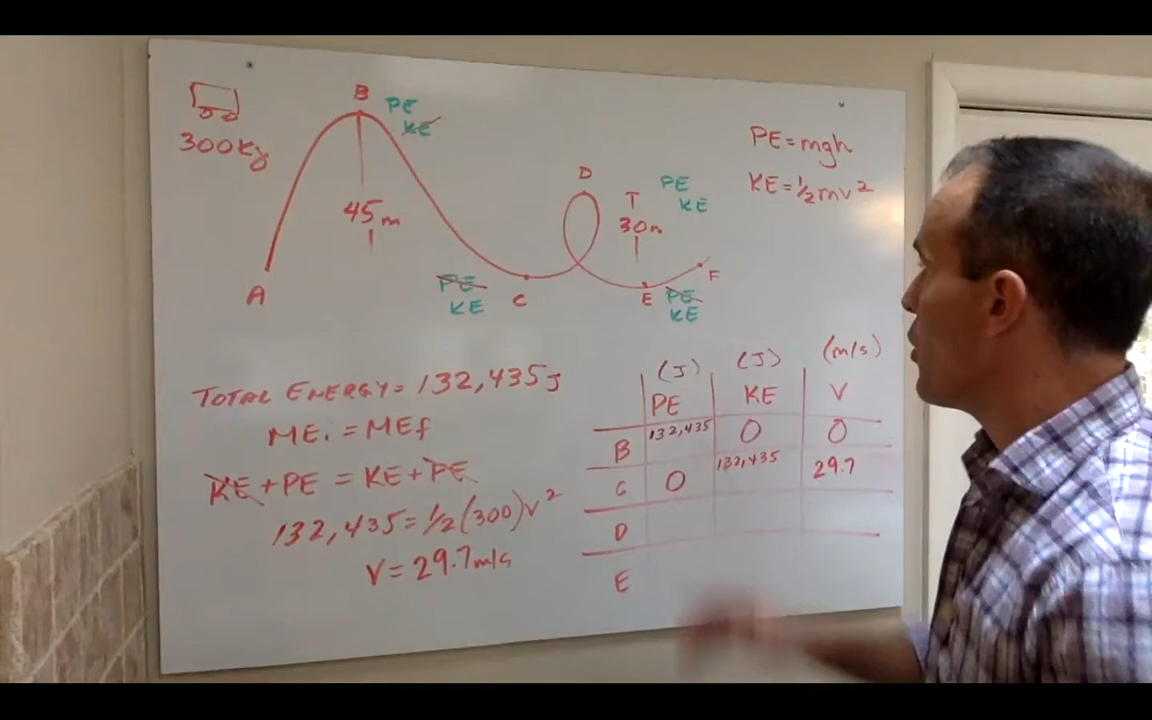 B
PE
KE
300Kg
45m
A
PE
KE
C
D
T
30m
PE
KE
E
PE
KE
F
PE=mgh
KE=½mv²
TOTAL ENERGY=132,435J
MEi=MEf
KE+PE=KE+PE
132,435=½(300)v²
V=29.7m/s
(J) (J) (m/s)
PE KE V
B 132,435 0 0
C 0 132,435 29.7
D
E